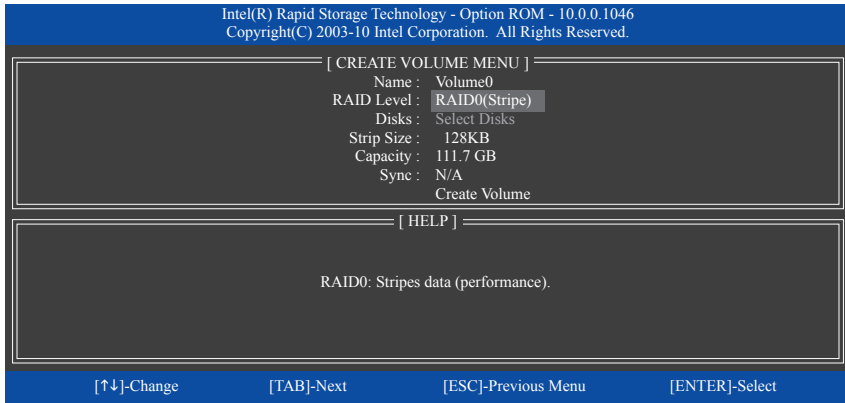 Intel(R) Rapid Storage Technology - Option ROM - 10.0.0.1046
Copyright(C) 2003-10 Intel Corporation.  All Rights Reserved.
[ CREATE VOLUME MENU ]
Name :  Volume0
RAID Level :  RAID0(Stripe)
Disks :  Select Disks
Strip Size :  128KB
Capacity :  111.7 GB
Sync :  N/A
Create Volume
[ HELP ]
RAID0: Stripes data (performance).
[↑↓]-Change  [TAB]-Next  [ESC]-Previous Menu  [ENTER]-Select